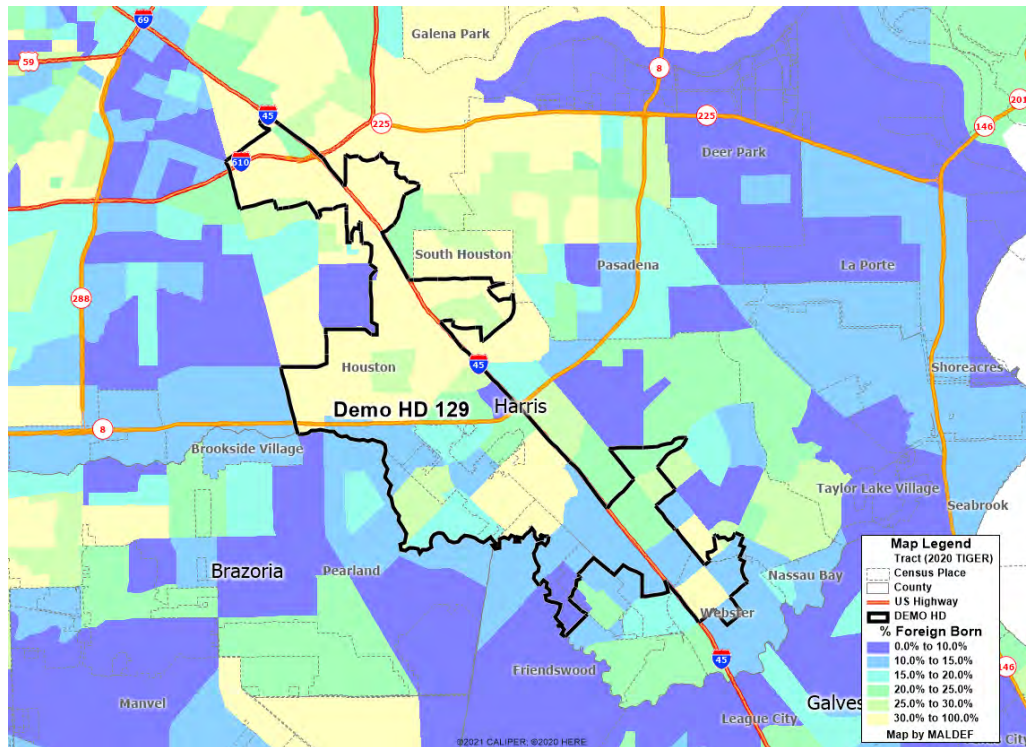 69
59
Galena Park
8
45
225
225
201
146
610
Deer Park
South Houston
Pasadena
La Porte
288
45
Shoreacres
Houston
Demo HD 129
Harris
8
Brookside Village
Taylor Lake Village
Seabrook
Brazoria
Pearland
Nassau Bay
Webster
Friendswood
45
Manvel
Galves
League City
146
City
Map Legend
Tract (2020 TIGER)
Census Place
County
US Highway
DEMO HD
% Foreign Born
0.0% to 10.0%
10.0% to 15.0%
15.0% to 20.0%
20.0% to 25.0%
25.0% to 30.0%
30.0% to 100.0%
Map by MALDEF
©2021 CALIPER; ©2020 HERE